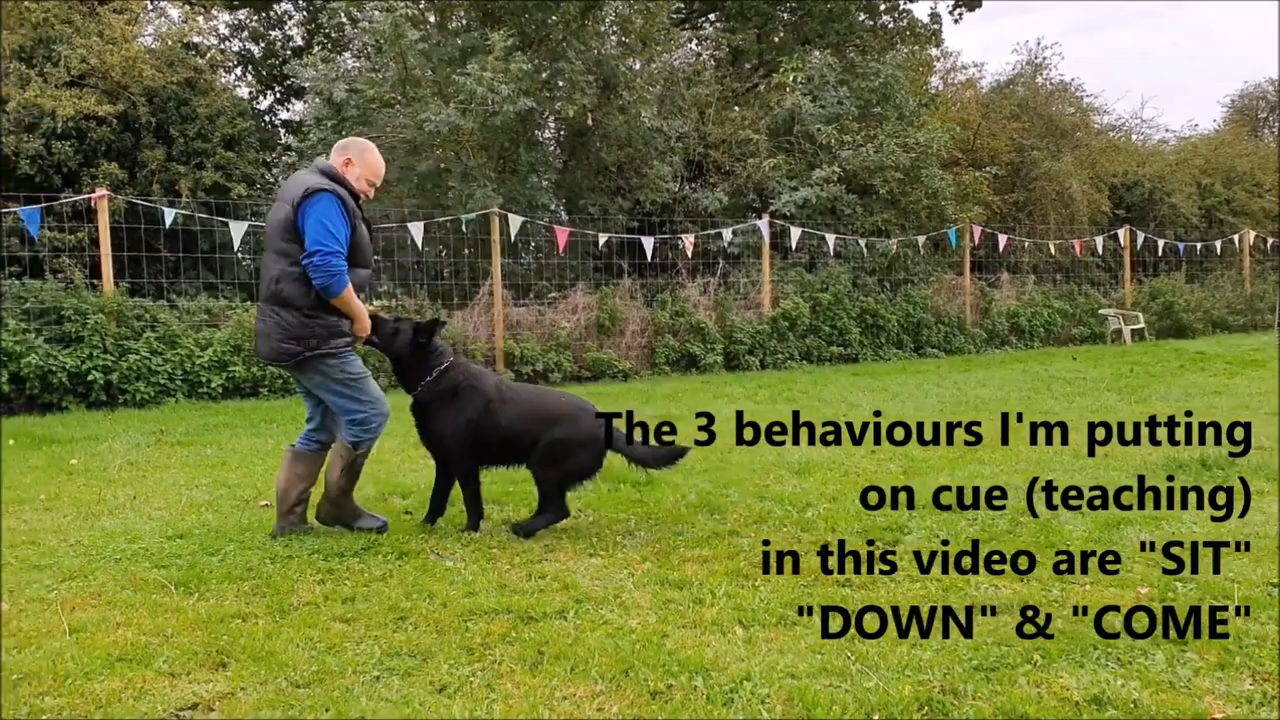 The 3 behaviours I'm putting
on cue (teaching)
in this video are "SIT"
"DOWN" & "COME"